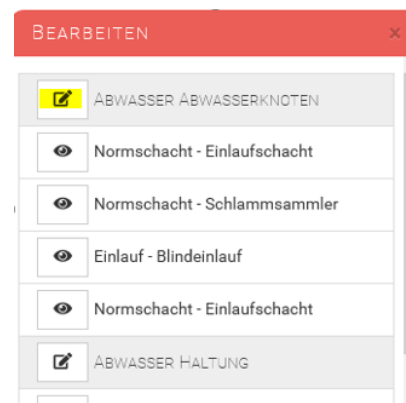 BEARBEITEN ×
ABWASSER ABWASSERKNOTEN
Normschacht - Einlaufschacht
Normschacht - Schlammsammler
Einlauf - Blindeinlauf
Normschacht - Einlaufschacht
ABWASSER HALTUNG